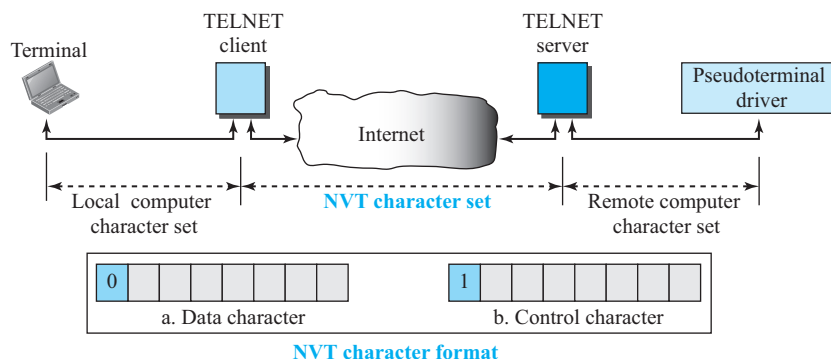 TELNET
client
TELNET
server
Terminal
Pseudoterminal
driver
Internet
Local computer
character set
NVT character set
Remote computer
character set
0
1
a. Data character
b. Control character
NVT character format